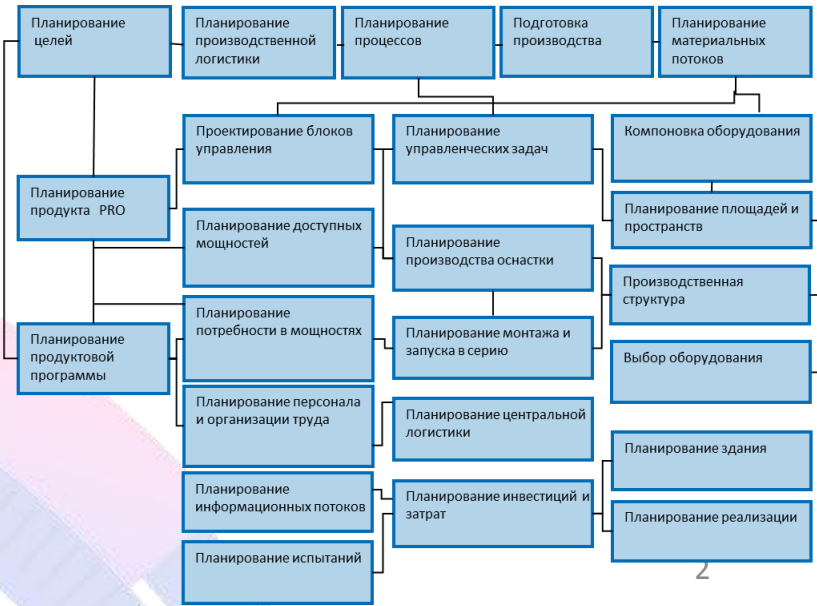 Планирование
целей
Планирование
производственной
логистики
Планирование
процессов
Подготовка
производства
Планирование
материальных
потоков
Проектирование блоков
управления
Планирование
управленческих задач
Компоновка оборудования
Планирование
продукта PRO
Планирование доступных
мощностей
Планирование
производства оснастки
Планирование площадей и
пространств
Производственная
структура
Планирование
продуктовой
программы
Планирование
потребности в мощностях
Планирование монтажа и
запуска в серию
Выбор оборудования
Планирование персонала
и организации труда
Планирование центральной
логистики
Планирование здания
Планирование
информационных потоков
Планирование инвестиций и
затрат
Планирование реализации
Планирование испытаний
2